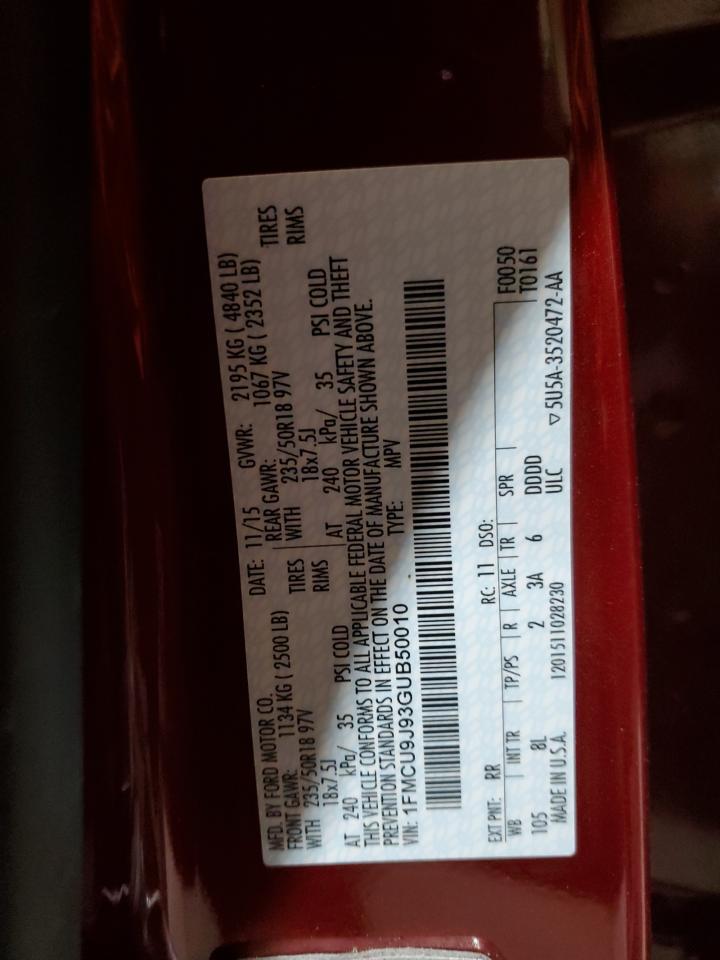 MFD. BY FORD MOTOR CO.
DATE: 11/15 GVWR: 2195 KG ( 4840 LB)
FRONT GAWR: 1134 KG ( 2500 LB) REAR GAWR: 1067 KG ( 2352 LB)
WITH 235/50R18 97V TIRES WITH 235/50R18 97V TIRES
18x7.5J RIMS 18x7.5J RIMS
AT 240 kPa/ 35 PSI COLD AT 240 kPa/ 35 PSI COLD
THIS VEHICLE CONFORMS TO ALL APPLICABLE FEDERAL MOTOR VEHICLE SAFETY AND THEFT
PREVENTION STANDARDS IN EFFECT ON THE DATE OF MANUFACTURE SHOWN ABOVE.
VIN: 1FMCU9J93GUB50010 TYPE: MPV
EXT PNT: RR RC: 11 DSO:
WB INT TR TP/PS R AXLE TR SPR F0050
105 8L 2 3A 6 DDDD T0161
MADE IN U.S.A. 1201511028230 ULC ▽5U5A-3520472-AA